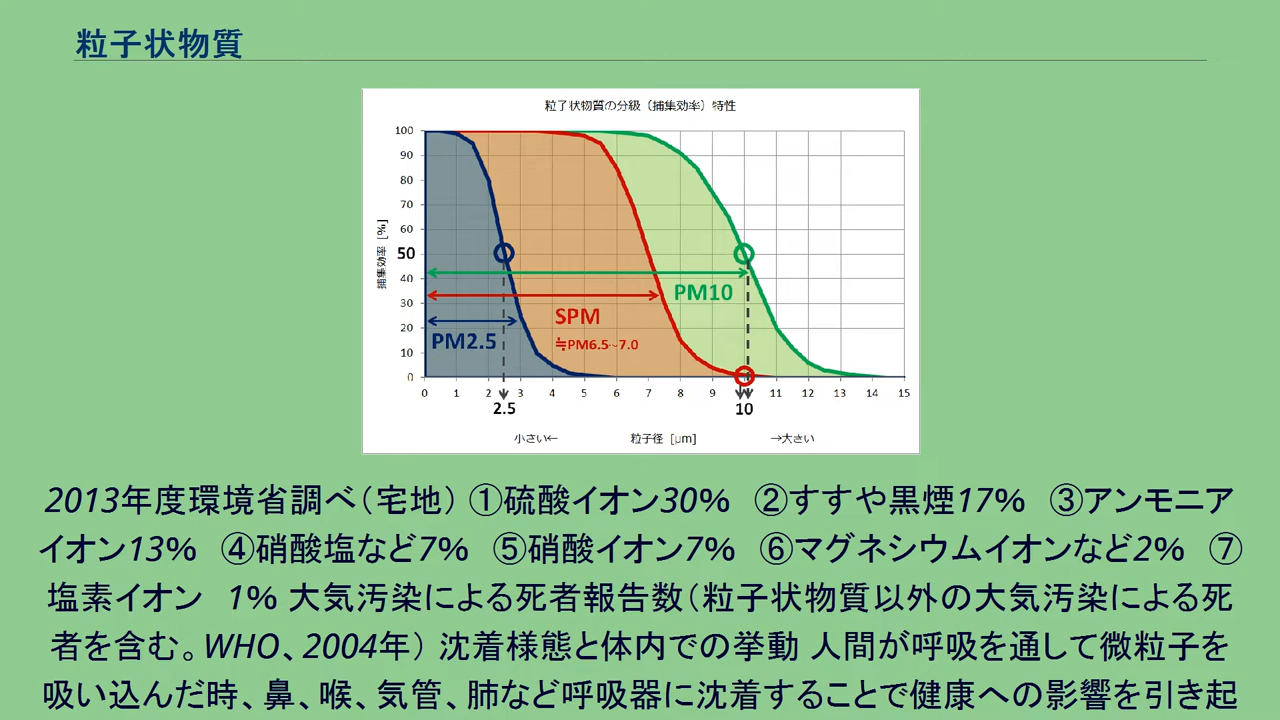 粒子状物質
粒子状物質の分級（捕集効率）特性
100
90
80
70
60
50
40
30
20
10
0
捕集効率 [%]
PM10
SPM
≒PM6.5~7.0
PM2.5
0 1 2 3 4 5 6 7 8 9 10 11 12 13 14 15
2.5
10
小さい← 粒子径 [μm] →大きい
2013年度環境省調べ（宅地） ①硫酸イオン30% ②すすや黒煙17% ③アンモニア
イオン13% ④硝酸塩など7% ⑤硝酸イオン7% ⑥マグネシウムイオンなど2% ⑦
塩素イオン 1% 大気汚染による死者報告数（粒子状物質以外の大気汚染による死
者を含む。WHO、2004年） 沈着様態と体内での挙動 人間が呼吸を通して微粒子を
吸い込んだ時、鼻、喉、気管、肺など呼吸器に沈着することで健康への影響を引き起